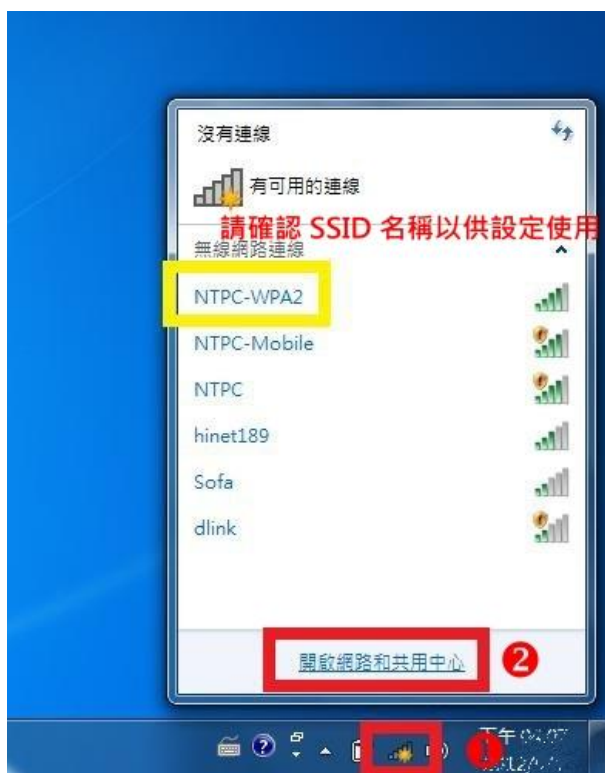 沒有連線
有可用的連線
請確認 SSID 名稱以供設定使用
無線網路連線
NTPC-WPA2
NTPC-Mobile
NTPC
hinet189
Sofa
dlink
開啟網路和共用中心
2
1
下午